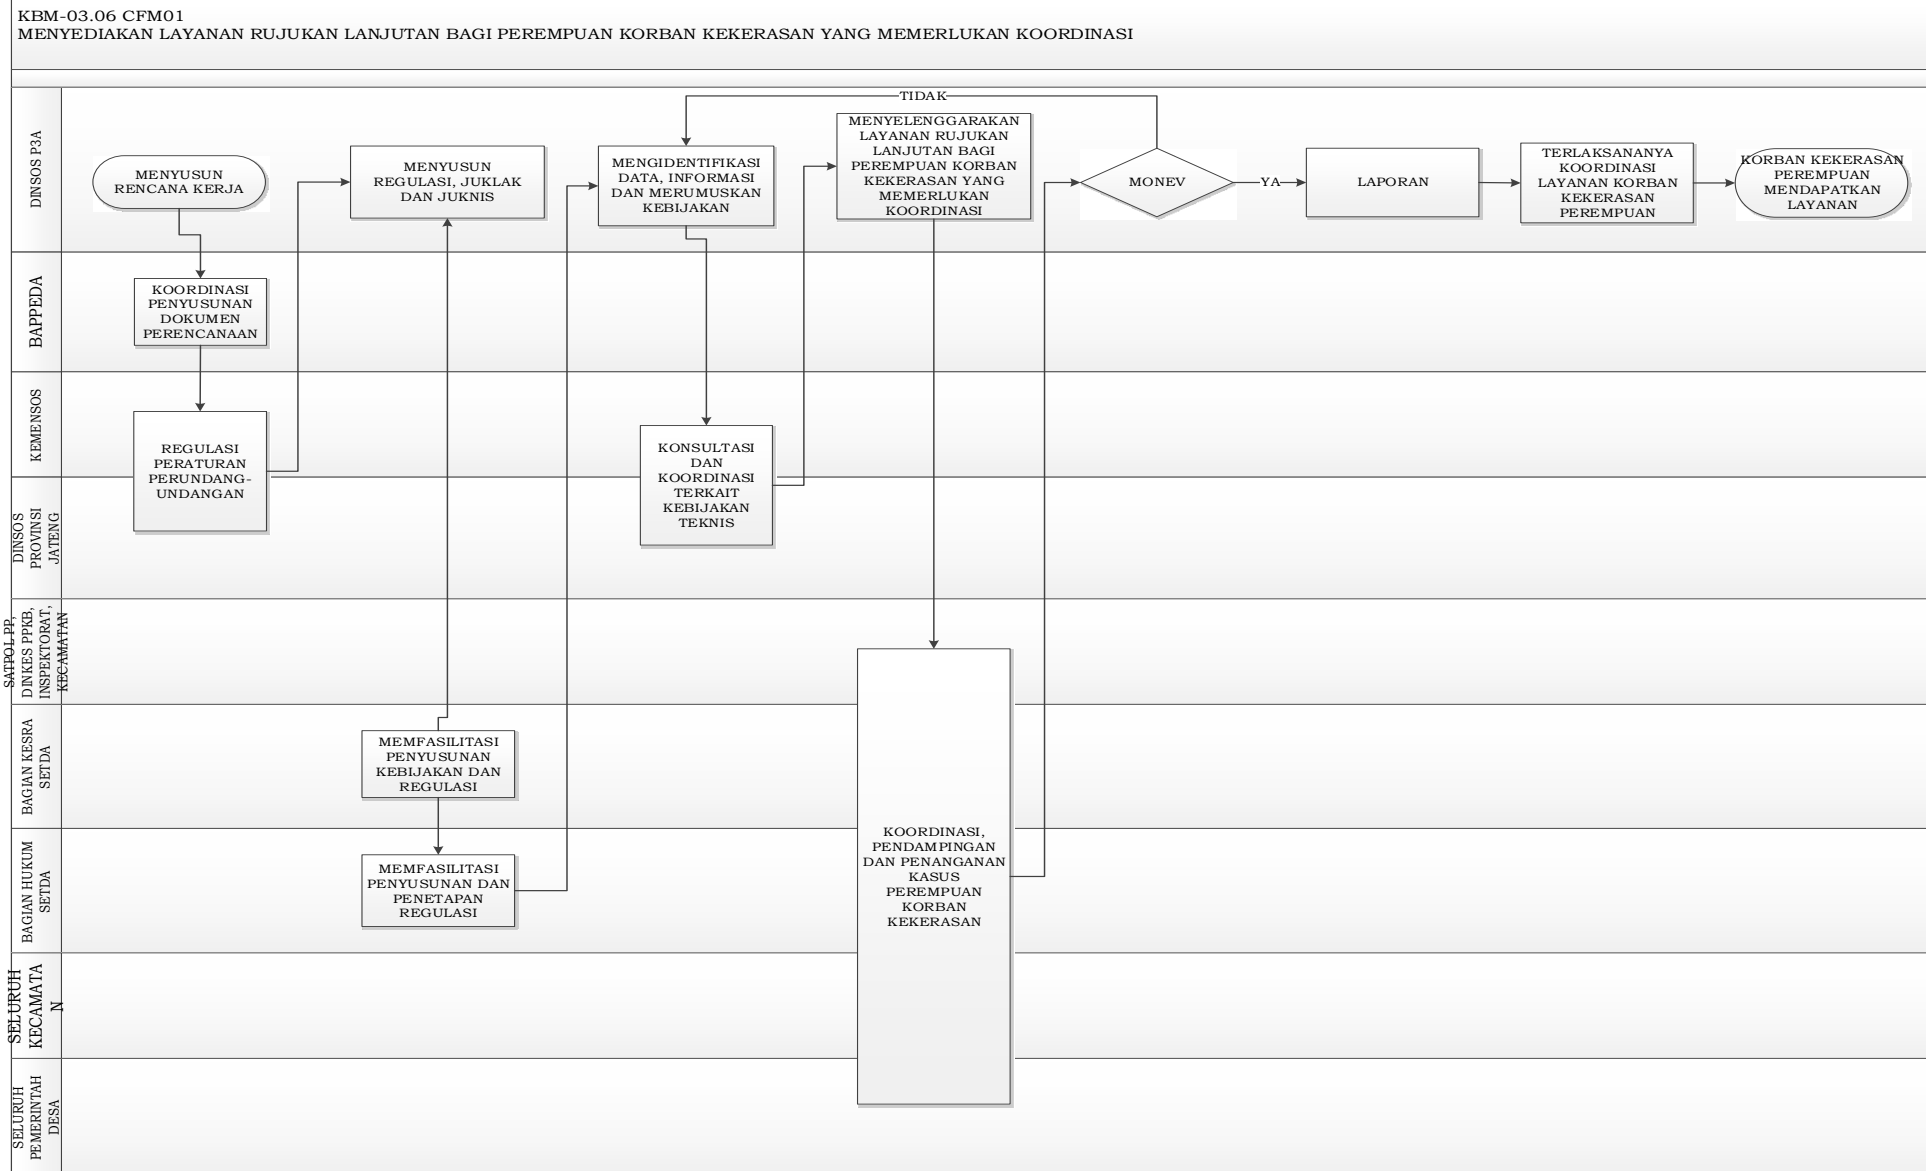 KBM-03.06 CFM01
MENYEDIAKAN LAYANAN RUJUKAN LANJUTAN BAGI PEREMPUAN KORBAN KEKERASAN YANG MEMERLUKAN KOORDINASI
DINSOS P3A
MENYUSUN
RENCANA KERJA
MENYUSUN
REGULASI, JUKLAK
DAN JUKNIS
MENGIDENTIFIKASI
DATA, INFORMASI
DAN MERUMUSKAN
KEBIJAKAN
TIDAK
MENYELENGGARAKAN
LAYANAN RUJUKAN
LANJUTAN BAGI
PEREMPUAN KORBAN
KEKERASAN YANG
MEMERLUKAN
KOORDINASI
MONEV
YA
LAPORAN
TERLAKSANANYA
KOORDINASI
LAYANAN KORBAN
KEKERASAN
PEREMPUAN
KORBAN KEKERASAN
PEREMPUAN
MENDAPATKAN
LAYANAN
BAPPEDA
KOORDINASI
PENYUSUNAN
DOKUMEN
PERENCANAAN
KEMENSOS
REGULASI
PERATURAN
PERUNDANG-
UNDANGAN
KONSULTASI
DAN
KOORDINASI
TERKAIT
KEBIJAKAN
TEKNIS
DINSOS
PROVINSI
JATENG
SATPOL PP,
DINKES PPKB,
INSPEKTORAT,
KECAMATAN
BAGIAN KESRA
SETDA
MEMFASILITASI
PENYUSUNAN
KEBIJAKAN DAN
REGULASI
BAGIAN HUKUM
SETDA
MEMFASILITASI
PENYUSUNAN DAN
PENETAPAN
REGULASI
KOORDINASI,
PENDAMPINGAN
DAN PENANGANAN
KASUS
PEREMPUAN
KORBAN
KEKERASAN
SELURUH
KECAMATA
N
SELURUH
PEMERINTAH
DESA